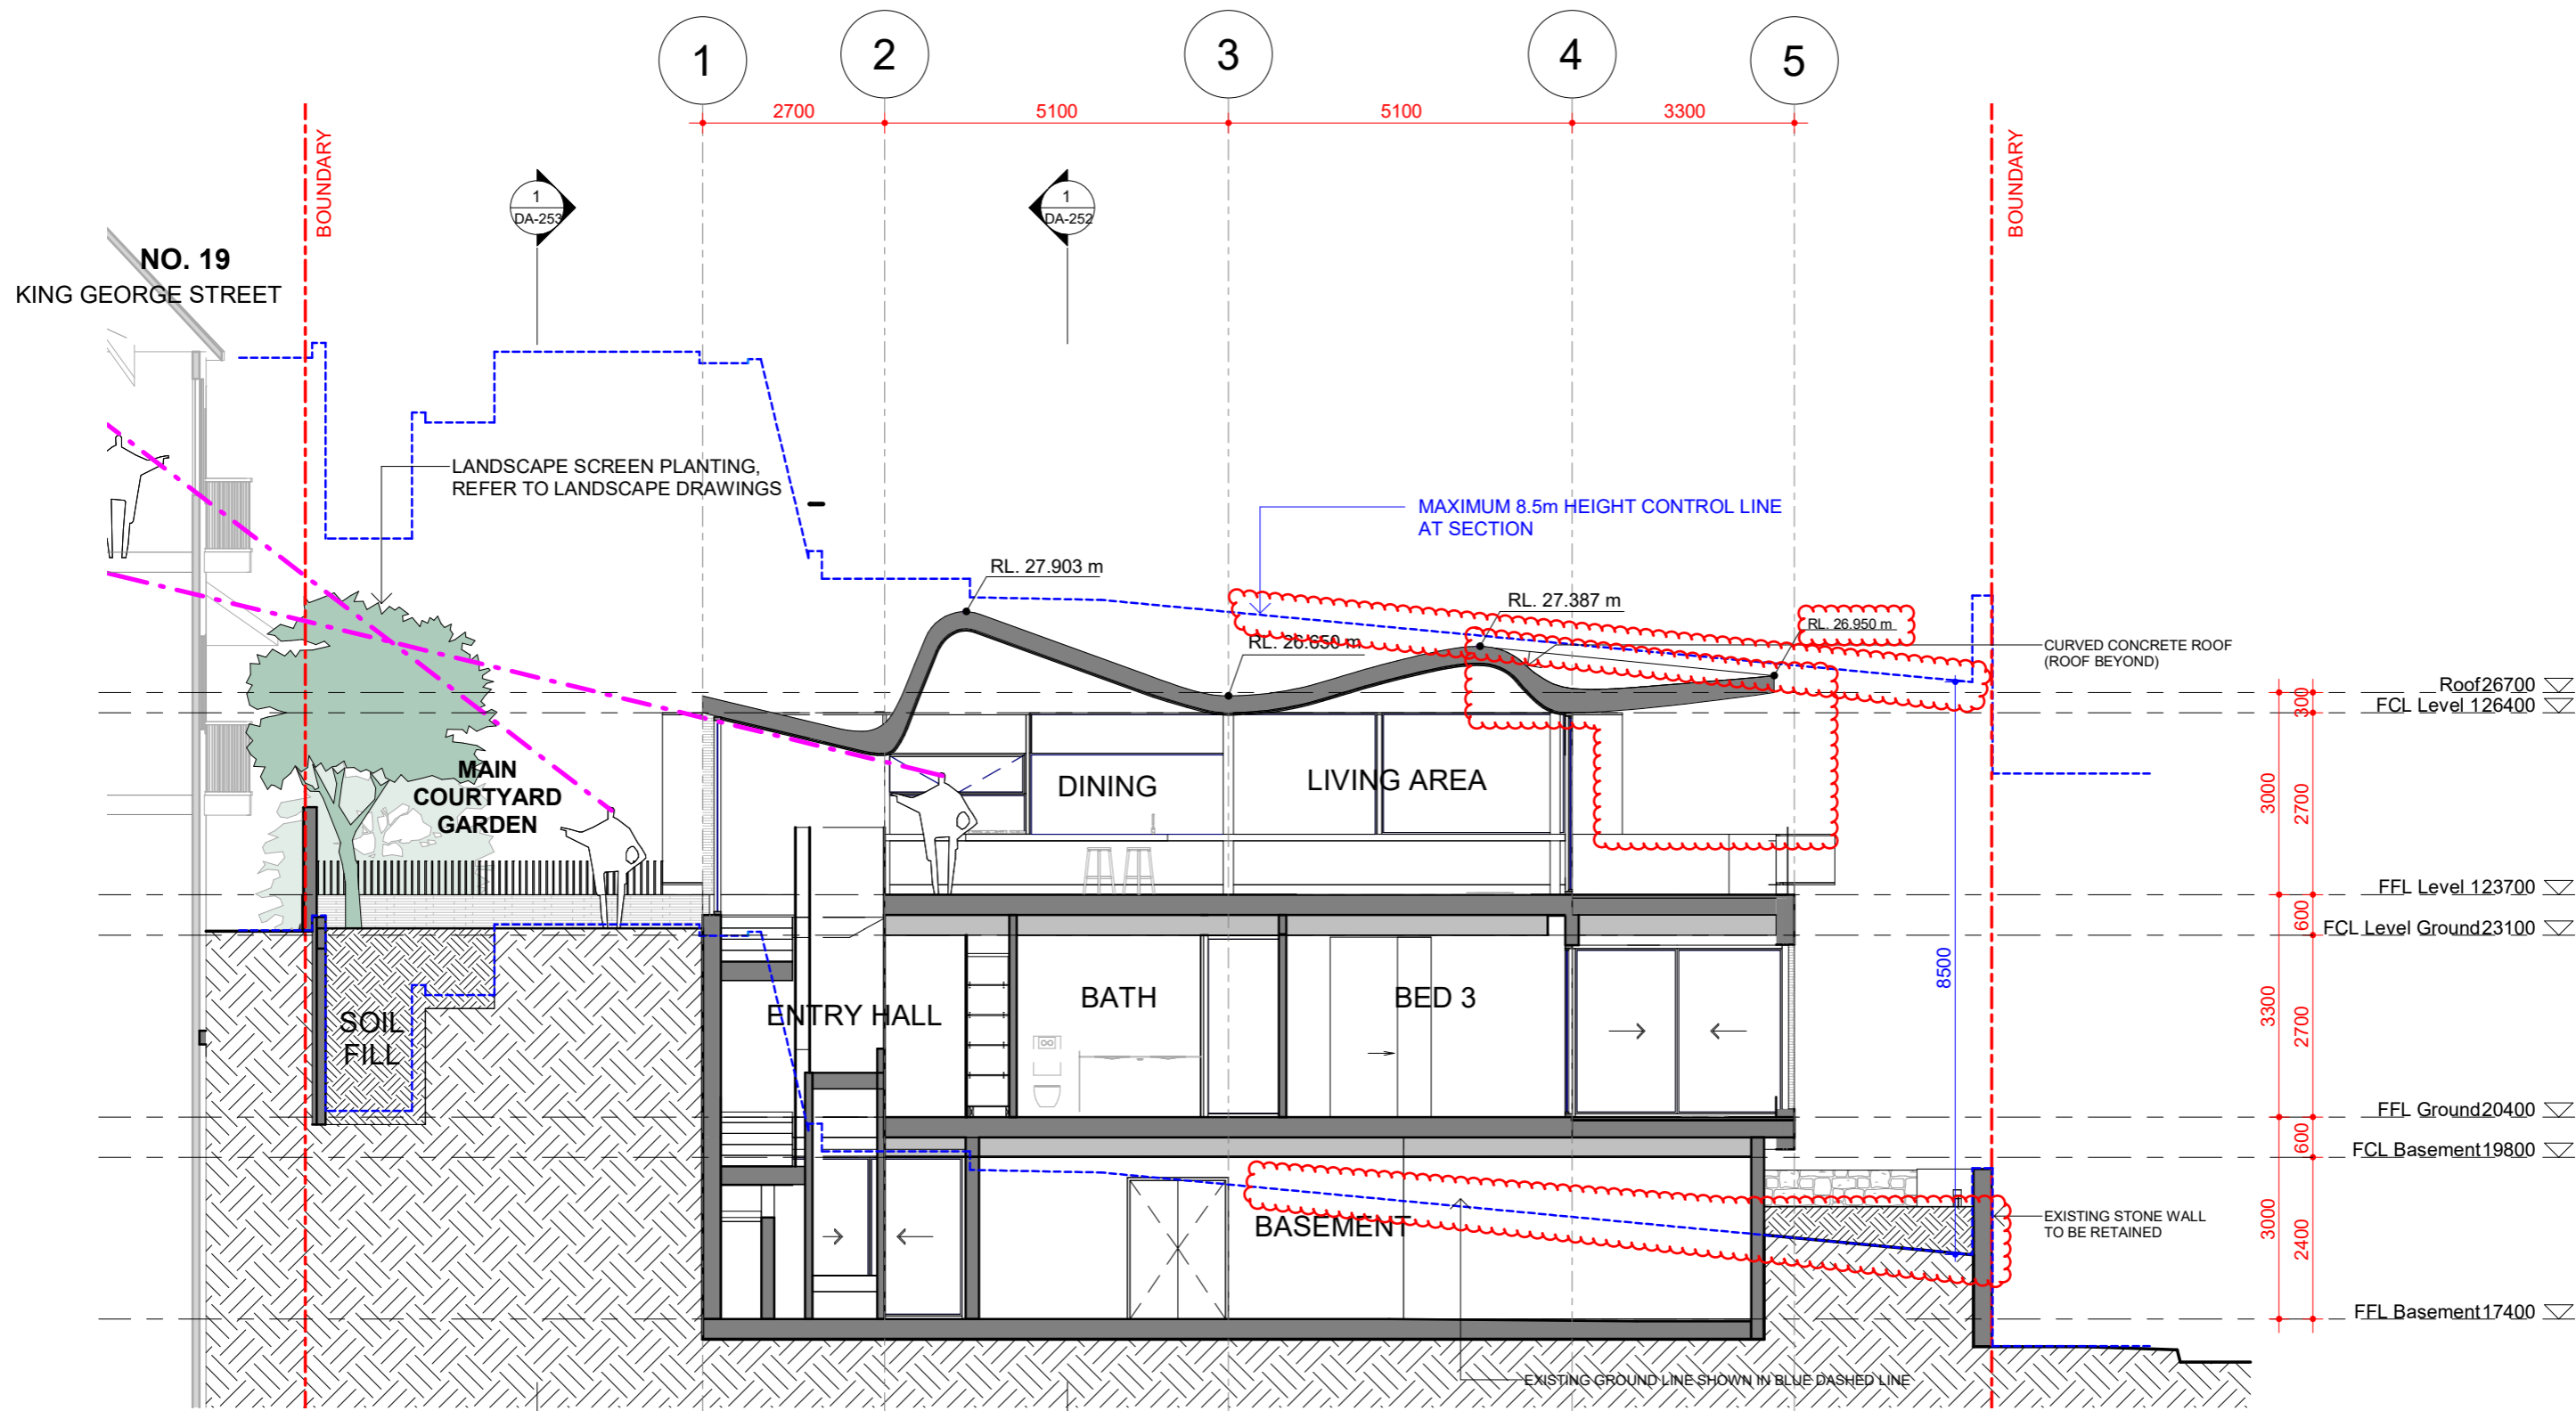 1
2
3
4
5
2700
5100
5100
3300
BOUNDARY
BOUNDARY
1
DA-253
1
DA-252
NO. 19
KING GEORGE STREET
LANDSCAPE SCREEN PLANTING,
REFER TO LANDSCAPE DRAWINGS
MAXIMUM 8.5m HEIGHT CONTROL LINE
AT SECTION
RL. 27.903 m
RL. 27.387 m
RL. 26.950 m
RL. 26.650 m
CURVED CONCRETE ROOF
(ROOF BEYOND)
Roof26700
FCL Level 126400
300
MAIN
COURTYARD
GARDEN
DINING
LIVING AREA
3000
2700
FFL Level 123700
600
FCL Level Ground23100
8500
SOIL
FILL
ENTRY HALL
BATH
BED 3
3300
2700
FFL Ground20400
600
FCL Basement19800
BASEMENT
EXISTING STONE WALL
TO BE RETAINED
3000
2400
FFL Basement17400
EXISTING GROUND LINE SHOWN IN BLUE DASHED LINE